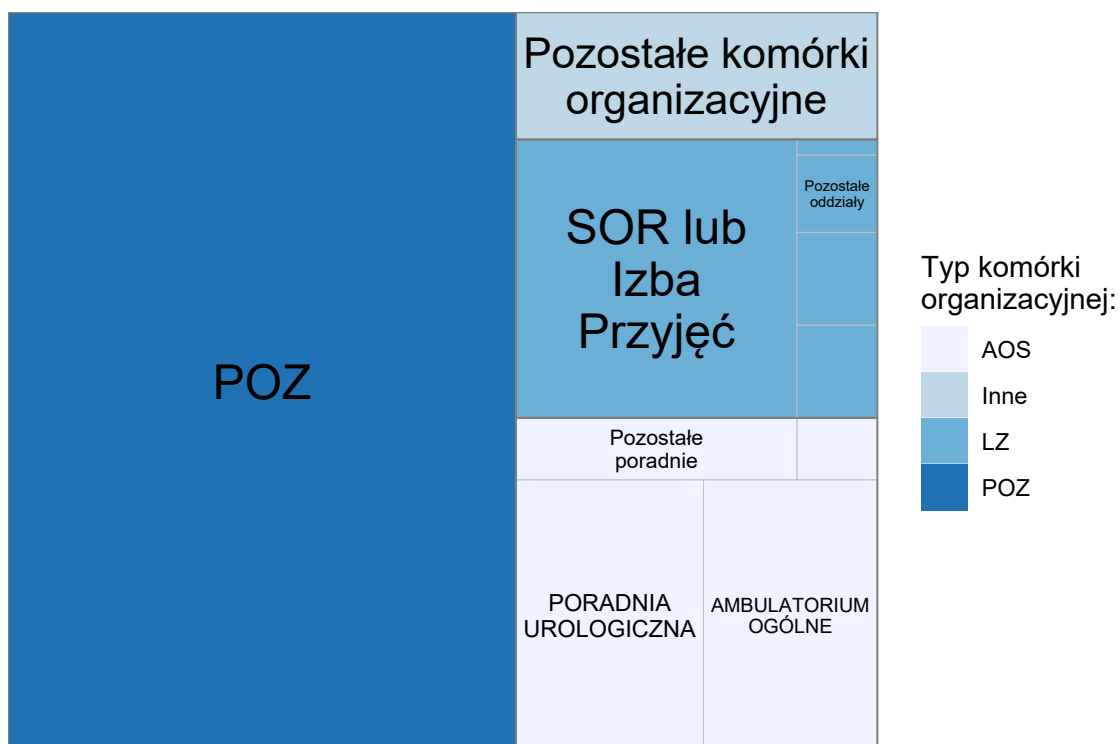 POZ
Pozostałe komórki
organizacyjne
SOR lub
Izba
Przyjęć
Pozostałe
oddziały
Pozostałe
poradnie
PORADNIA
UROLOGICZNA
AMBULATORIUM
OGÓLNE
Typ komórki
organizacyjnej:
AOS
Inne
LZ
POZ